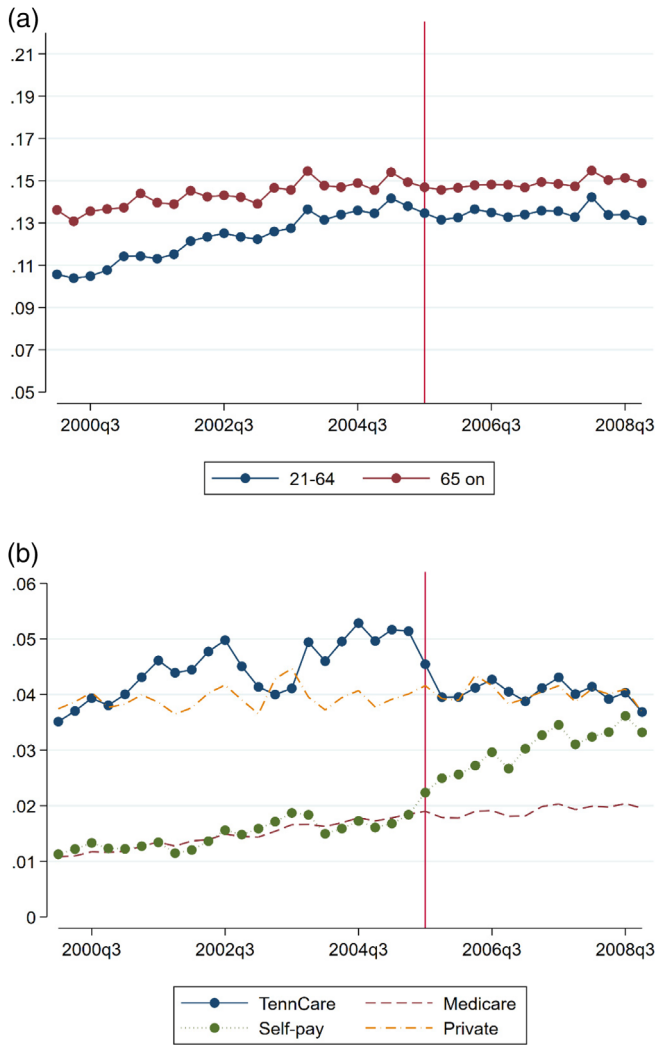 (a)
.21
.19
.17
.15
.13
.11
.09
.07
.05
2000q3 2002q3 2004q3 2006q3 2008q3
21-64 65 on
(b)
.06
.05
.04
.03
.02
.01
0
2000q3 2002q3 2004q3 2006q3 2008q3
TennCare Medicare
Self-pay Private